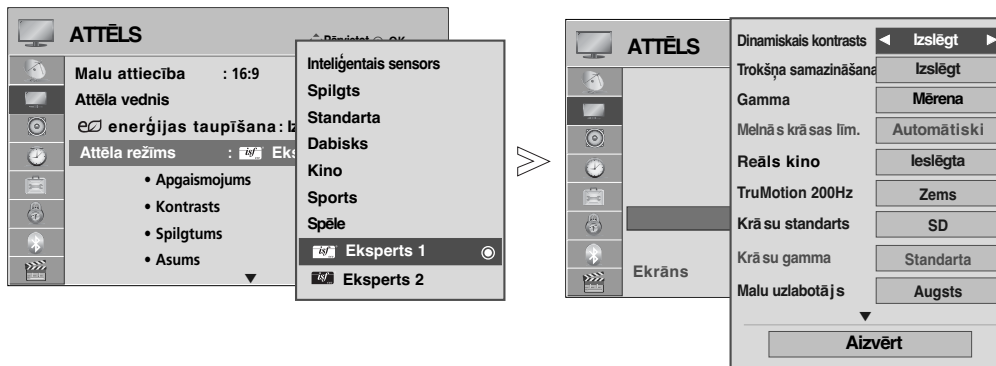 ATTĒLS
Pārvietot OK
Malu attiecība : 16:9
Attēla vednis
eco enerģijas taupīšana: Iz
Attēla režīms : isf Eks
• Apgaismojums
• Kontrasts
• Spilgtums
• Asums
Inteliģentais sensors
Spilgts
Standarta
Dabisks
Kino
Sports
Spēle
isf Eksperts 1
isf Eksperts 2
ATTĒLS
Ekrāns
Dinamiskais kontrasts Izslēgt
Trokšņa samazināšana Izslēgt
Gamma Mērena
Melnās krāsas līm. Automātiski
Reāls kino Ieslēgta
TruMotion 200Hz Zems
Krāsu standarts SD
Krāsu gamma Standarta
Malu uzlabotājs Augsts
Aizvērt